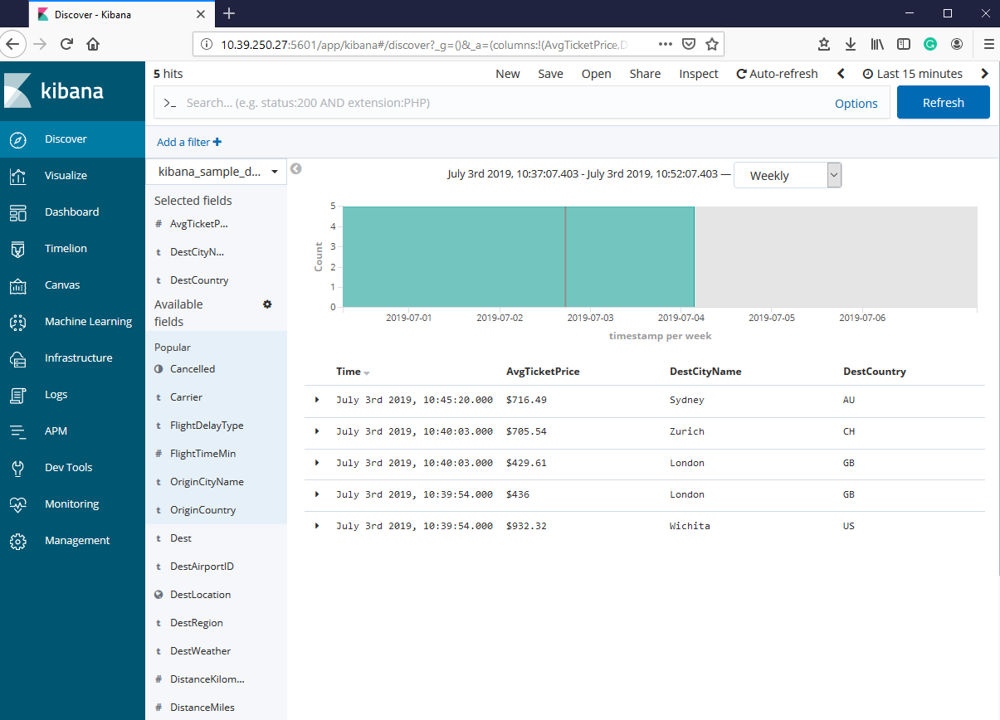 Discover - Kibana
10.39.250.27:5601/app/kibana#/discover?_g=()&_a=(columns:!(AvgTicketPrice,D
kibana
Discover
Visualize
Dashboard
Timelion
Canvas
Machine Learning
Infrastructure
Logs
APM
Dev Tools
Monitoring
Management
5 hits
New Save Open Share Inspect Auto-refresh Last 15 minutes
>_ Search... (e.g. status:200 AND extension:PHP) Options Refresh
Add a filter +
kibana_sample_d...
Selected fields
# AvgTicketP...
t DestCityN...
t DestCountry
Available
fields
Popular
Cancelled
t Carrier
t FlightDelayType
# FlightTimeMin
t OriginCityName
t OriginCountry
t Dest
t DestAirportID
DestLocation
t DestRegion
t DestWeather
# DistanceKilom...
# DistanceMiles
July 3rd 2019, 10:37:07.403 - July 3rd 2019, 10:52:07.403 — Weekly
5
4
3
2
1
0
Count
2019-07-01 2019-07-02 2019-07-03 2019-07-04 2019-07-05 2019-07-06
timestamp per week
Time AvgTicketPrice DestCityName DestCountry
July 3rd 2019, 10:45:20.000 $716.49 Sydney AU
July 3rd 2019, 10:40:03.000 $705.54 Zurich CH
July 3rd 2019, 10:40:03.000 $429.61 London GB
July 3rd 2019, 10:39:54.000 $436 London GB
July 3rd 2019, 10:39:54.000 $932.32 Wichita US